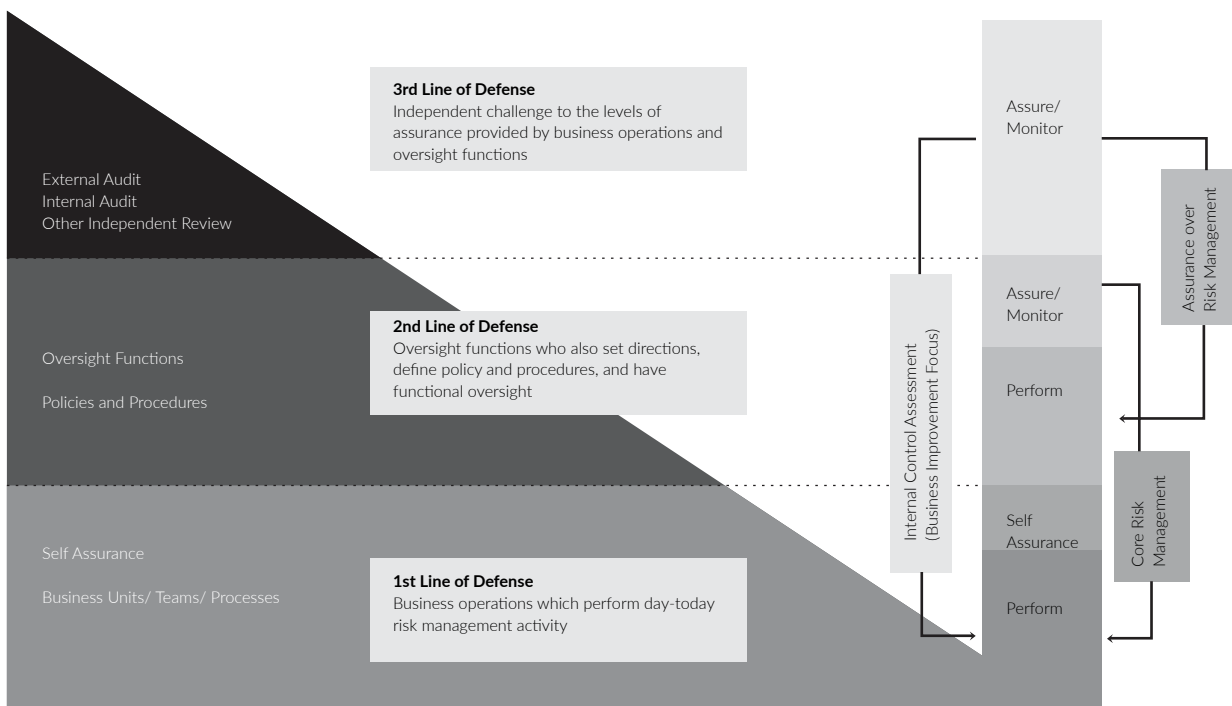 3rd Line of Defense
Independent challenge to the levels of
assurance provided by business operations and
oversight functions
External Audit
Internal Audit
Other Independent Review
2nd Line of Defense
Oversight functions who also set directions,
define policy and procedures, and have
functional oversight
Oversight Functions
Policies and Procedures
1st Line of Defense
Business operations which perform day-today
risk management activity
Self Assurance
Business Units/ Teams/ Processes
Internal Control Assessment
(Business Improvement Focus)
Assure/
Monitor
Assure/
Monitor
Perform
Self
Assurance
Perform
Assurance over
Risk Management
Core Risk
Management